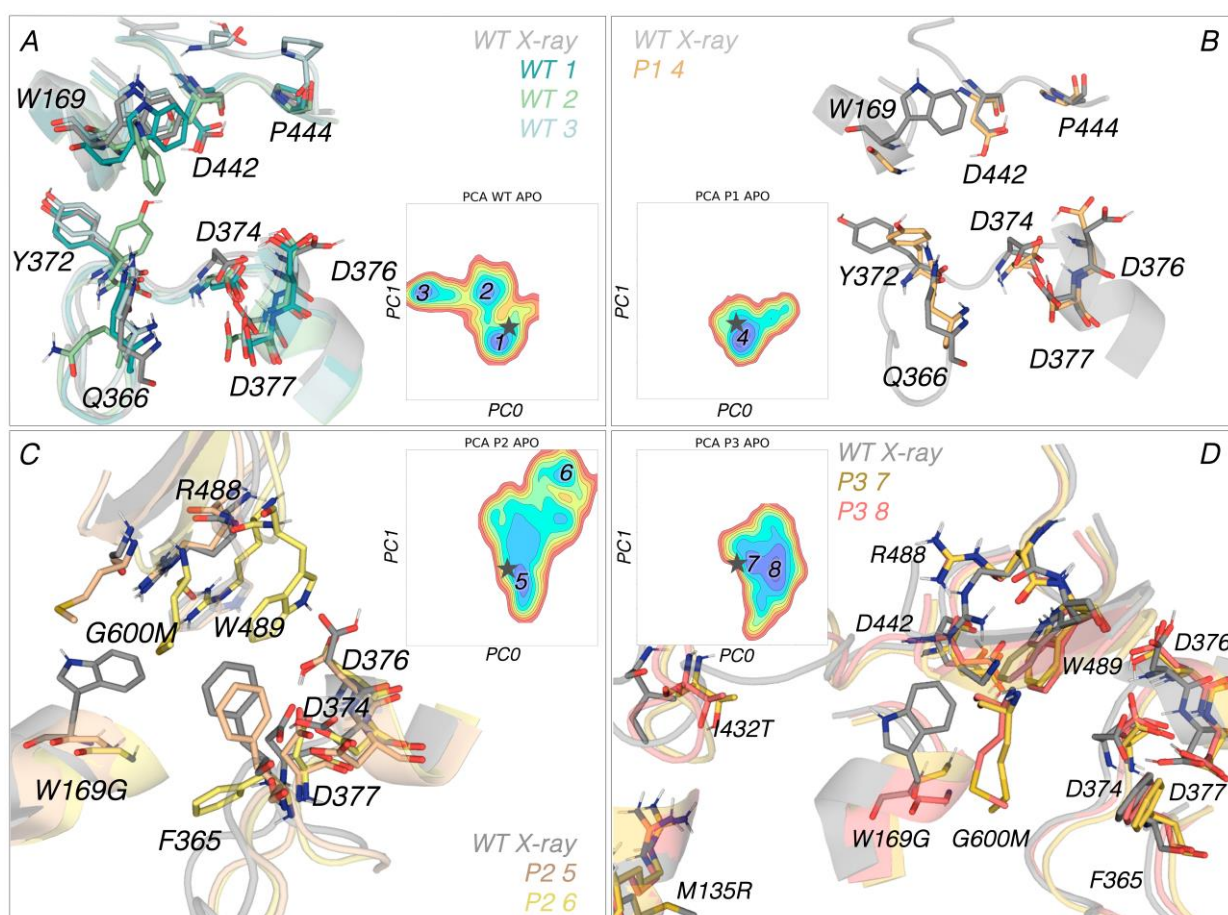 A
WT X-ray
WT 1
WT 2
WT 3
W169
P444
D442
Y372
D374
D376
Q366
D377
PCA WT APO
PC1
3
2
1
PC0
WT X-ray
P1 4
B
W169
P444
D442
PCA P1 APO
PC1
4
PC0
D374
Y372
D376
Q366
D377
C
R488
G600M
W489
D376
D374
W169G
D377
F365
PCA P2 APO
PC1
6
5
PC0
WT X-ray
P2 5
P2 6
PCA P3 APO
PC1
7
8
PC0
WT X-ray
P3 7
P3 8
D
R488
D442
D376
W489
I432T
D374
D377
W169G
G600M
F365
M135R